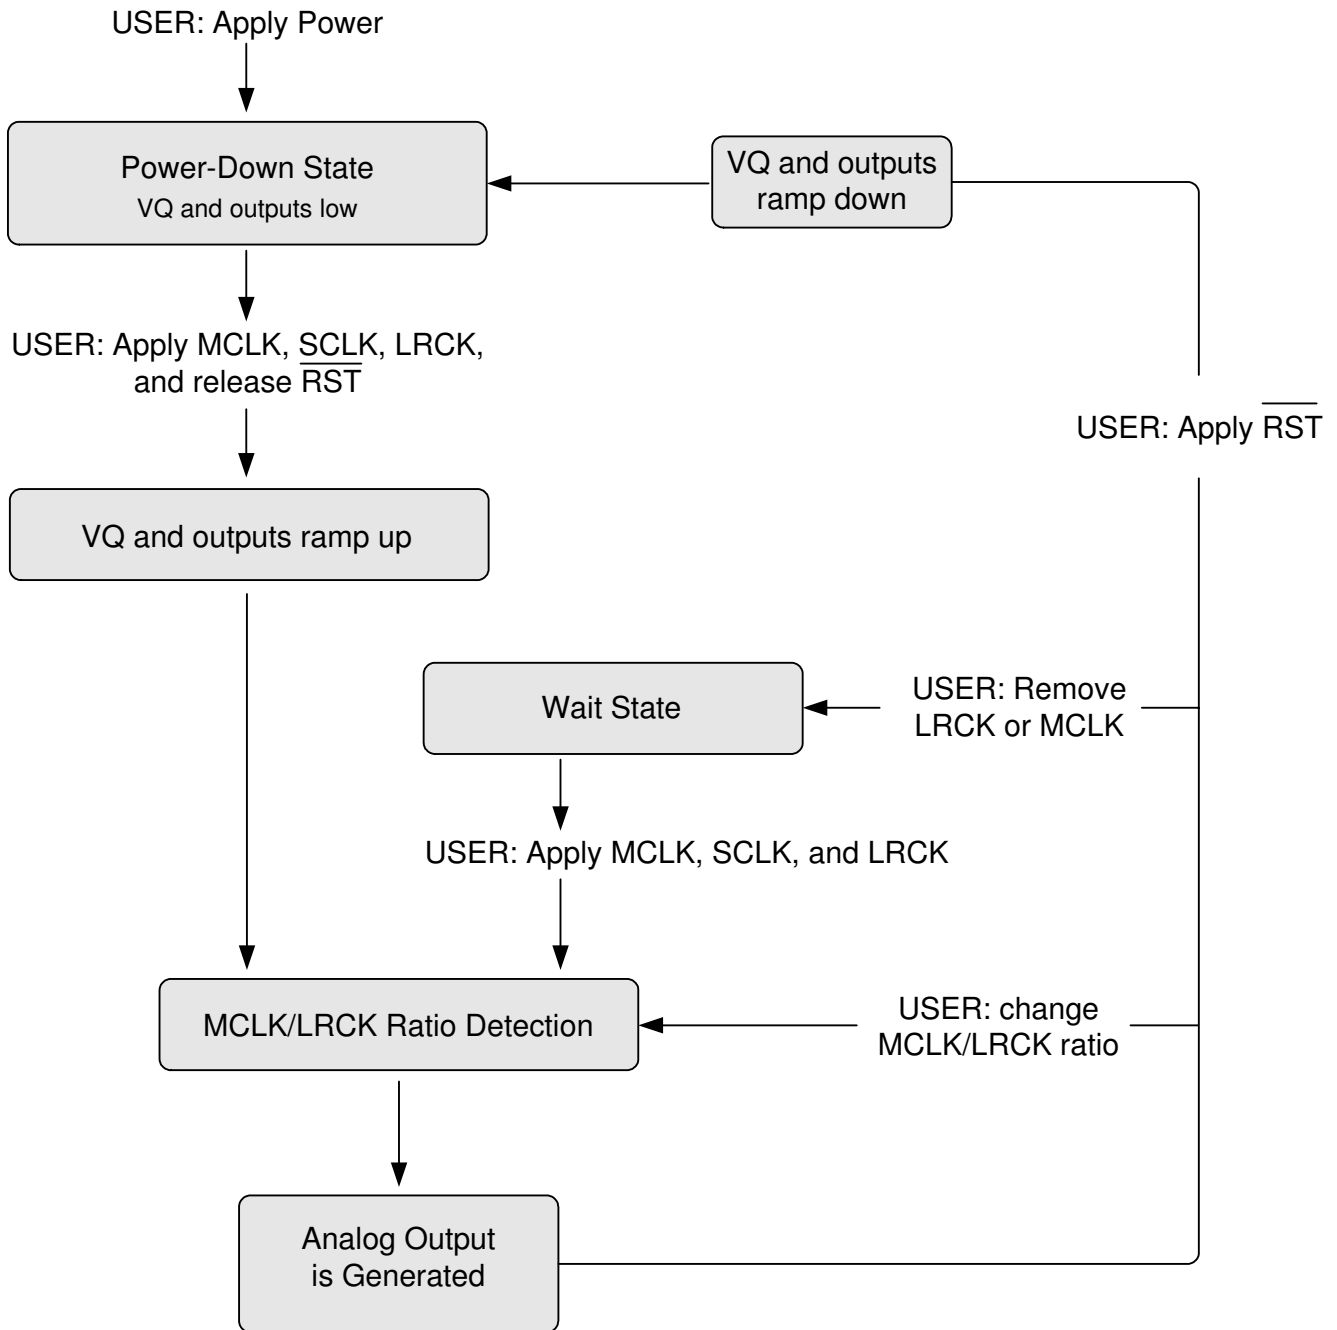 USER: Apply Power
Power-Down State
VQ and outputs low
VQ and outputs
ramp down
USER: Apply MCLK, SCLK, LRCK,
and release R̅S̅T̅
USER: Apply R̅S̅T̅
VQ and outputs ramp up
Wait State
USER: Remove
LRCK or MCLK
USER: Apply MCLK, SCLK, and LRCK
MCLK/LRCK Ratio Detection
USER: change
MCLK/LRCK ratio
Analog Output
is Generated